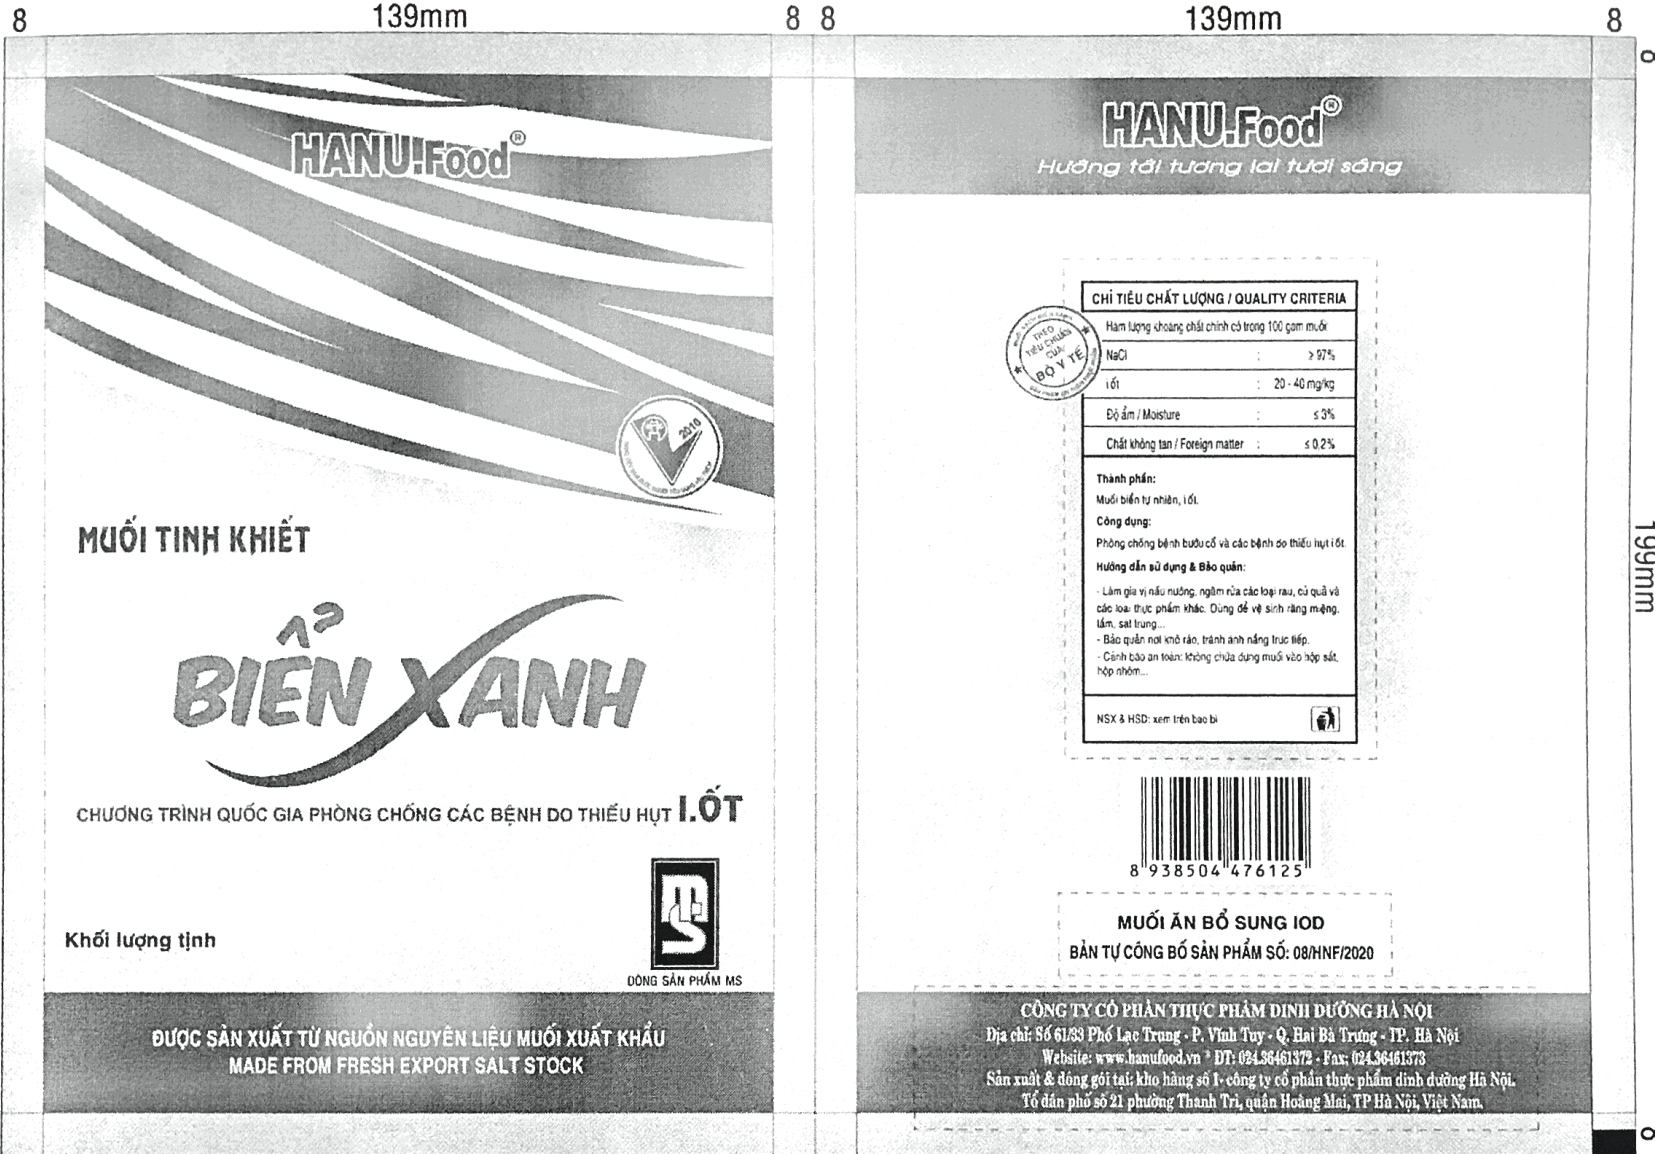 8 139mm 8
HANU.Food®
2010
MUỐI TINH KHIẾT
BIỂN XANH
CHƯƠNG TRÌNH QUỐC GIA PHÒNG CHỐNG CÁC BỆNH DO THIẾU HỤT I.ỐT
Khối lượng tịnh
MS
DÒNG SẢN PHẨM MS
ĐƯỢC SẢN XUẤT TỪ NGUỒN NGUYÊN LIỆU MUỐI XUẤT KHẨU
MADE FROM FRESH EXPORT SALT STOCK
8 139mm 8
8
HANU.Food®
Hướng tới tương lai tươi sáng
CHỈ TIÊU CHẤT LƯỢNG / QUALITY CRITERIA
Hàm lượng khoáng chất chính có trong 100 gam muối
NaCl : ≥ 97%
i ốt : 20 - 40 mg/kg
Độ ẩm / Moisture : ≤ 3%
Chất không tan / Foreign matter : ≤ 0,2%
THEO
TIÊU CHUẨN
CỦA
BỘ Y TẾ
Thành phần:
Muối biển tự nhiên, i ốt.
Công dụng:
Phòng chống bệnh bướu cổ và các bệnh do thiếu hụt i ốt.
Hướng dẫn sử dụng & Bảo quản:
- Làm gia vị nấu nướng, ngâm rửa các loại rau, củ quả và
các loại thực phẩm khác. Dùng để vệ sinh răng miệng,
tắm, sát trùng...
- Bảo quản nơi khô ráo, tránh ánh nắng trực tiếp.
- Cảnh báo an toàn: không chứa đựng muối vào hộp sắt,
hộp nhôm...
NSX & HSD: xem trên bao bì
8 938504 476125
MUỐI ĂN BỔ SUNG IOD
BẢN TỰ CÔNG BỐ SẢN PHẨM SỐ: 08/HNF/2020
CÔNG TY CỔ PHẦN THỰC PHẨM DINH DƯỠNG HÀ NỘI
Địa chỉ: Số 61/33 Phố Lạc Trung - P. Vĩnh Tuy - Q. Hai Bà Trưng - TP. Hà Nội
Website: www.hanufood.vn * ĐT: 024.36461372 - Fax: 024.36461373
Sản xuất & đóng gói tại: kho hàng số 1- công ty cổ phần thực phẩm dinh dưỡng Hà Nội.
Tổ dân phố số 21 phường Thanh Trì, quận Hoàng Mai, TP Hà Nội, Việt Nam.
199mm
8